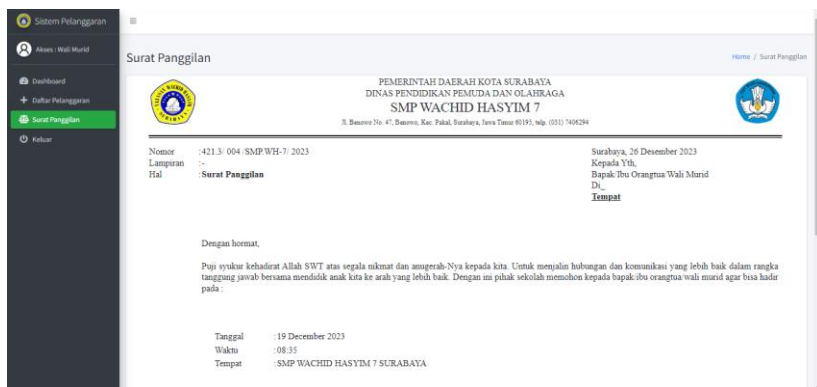 Sistem Pelanggaran
Akses : Wali Murid
Dashboard
Daftar Pelanggaran
Surat Panggilan
Keluar
Surat Panggilan
Home / Surat Panggilan
PEMERINTAH DAERAH KOTA SURABAYA
DINAS PENDIDIKAN PEMUDA DAN OLAHRAGA
SMP WACHID HASYIM 7
Jl. Benowo No. 47, Benowo, Kec. Pakal, Surabaya, Jawa Timur 60195, telp. (031) 7406294
Nomor :421.3/ 004 /SMP.WH-7/ 2023
Lampiran :-
Hal : Surat Panggilan
Surabaya, 26 Desember 2023
Kepada Yth,
Bapak/Bu Orangtua/Wali Murid
Di_
Tempat
Dengan hormat,
Puji syukur kehadirat Allah SWT atas segala nikmat dan anugerah-Nya kepada kita. Untuk menjalin hubungan dan komunikasi yang lebih baik dalam rangka
tanggung jawab bersama mendidik anak kita ke arah yang lebih baik. Dengan ini pihak sekolah memohon kepada bapak/ibu orangtua/wali murid agar bisa hadir
pada :
Tanggal :19 December 2023
Waktu :08:35
Tempat :SMP WACHID HASYIM 7 SURABAYA